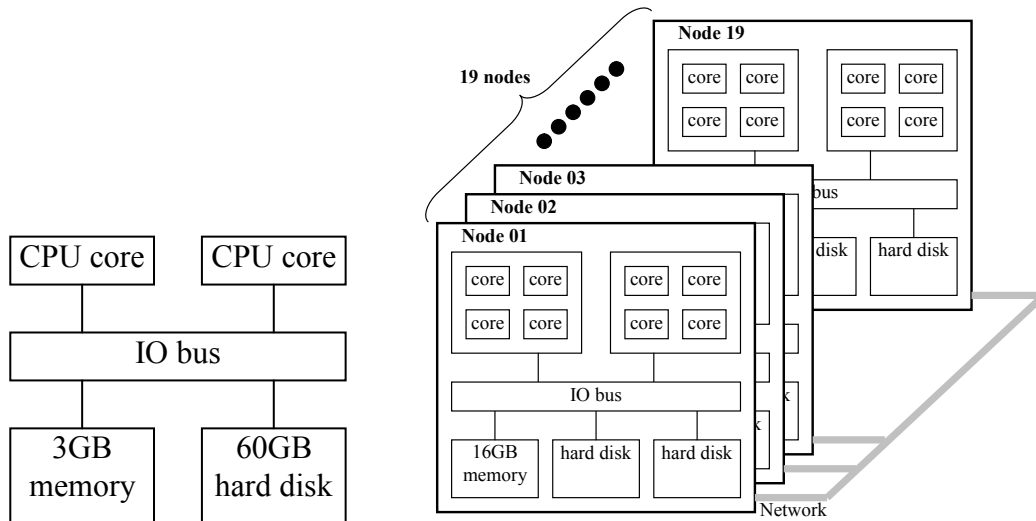 CPU core
CPU core
IO bus
3GB
memory
60GB
hard disk
19 nodes
Node 19
core core core core
core core core core
bus
disk
hard disk
Node 03
Node 02
Node 01
core core core core
core core core core
IO bus
16GB
memory
hard disk
hard disk
Network